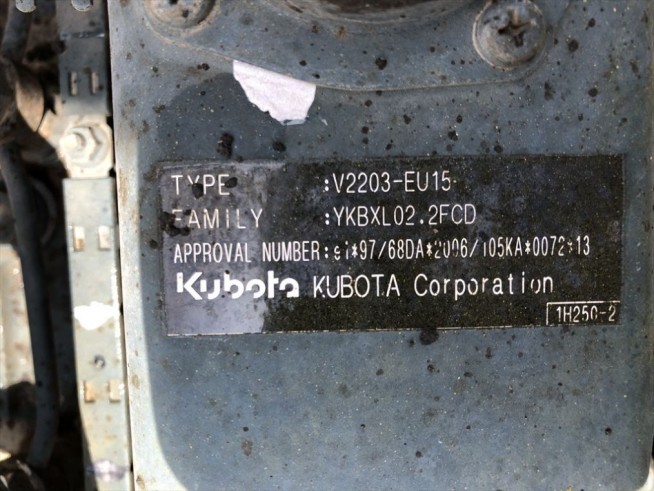 TYPE :V2203-EU15
FAMILY :YKBXL02.2FCD
APPROVAL NUMBER:e1*97/68DA*2006/105KA*0072*13
Kubota KUBOTA Corporation
1H250-2